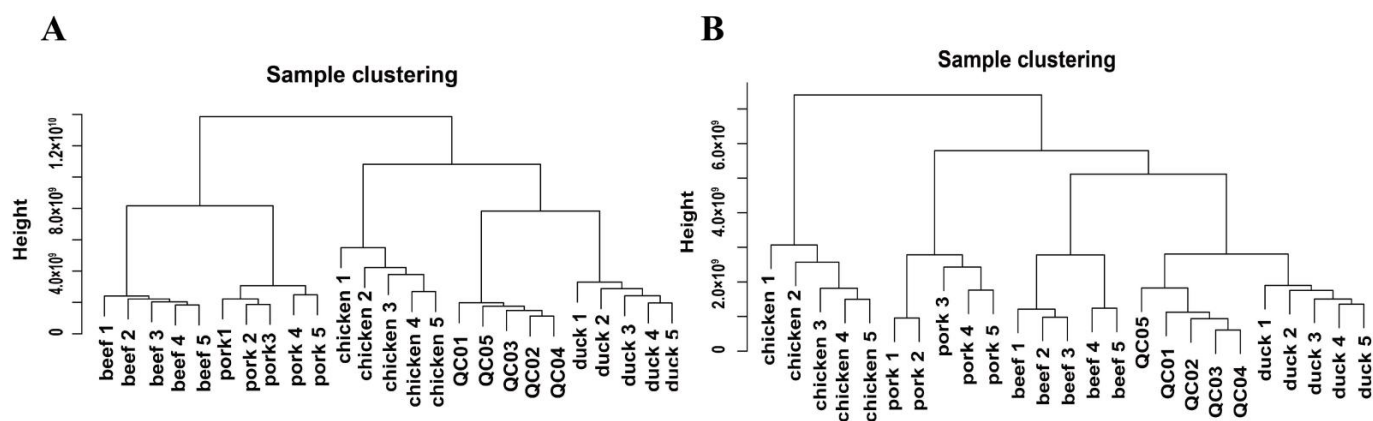 A
Sample clustering
Height
1.2×10¹⁰
8.0×10⁹
4.0×10⁹
0
beef 1
beef 2
beef 3
beef 4
beef 5
pork1
pork 2
pork3
pork 4
pork 5
chicken 1
chicken 2
chicken 3
chicken 4
chicken 5
QC01
QC05
QC03
QC02
QC04
duck 1
duck 2
duck 3
duck 4
duck 5
B
Sample clustering
Height
6.0×10⁹
4.0×10⁹
2.0×10⁹
0
chicken 1
chicken 2
chicken 3
chicken 4
chicken 5
pork 1
pork 2
pork 3
pork 4
pork 5
beef 1
beef 2
beef 3
beef 4
beef 5
QC05
QC01
QC02
QC03
QC04
duck 1
duck 2
duck 3
duck 4
duck 5